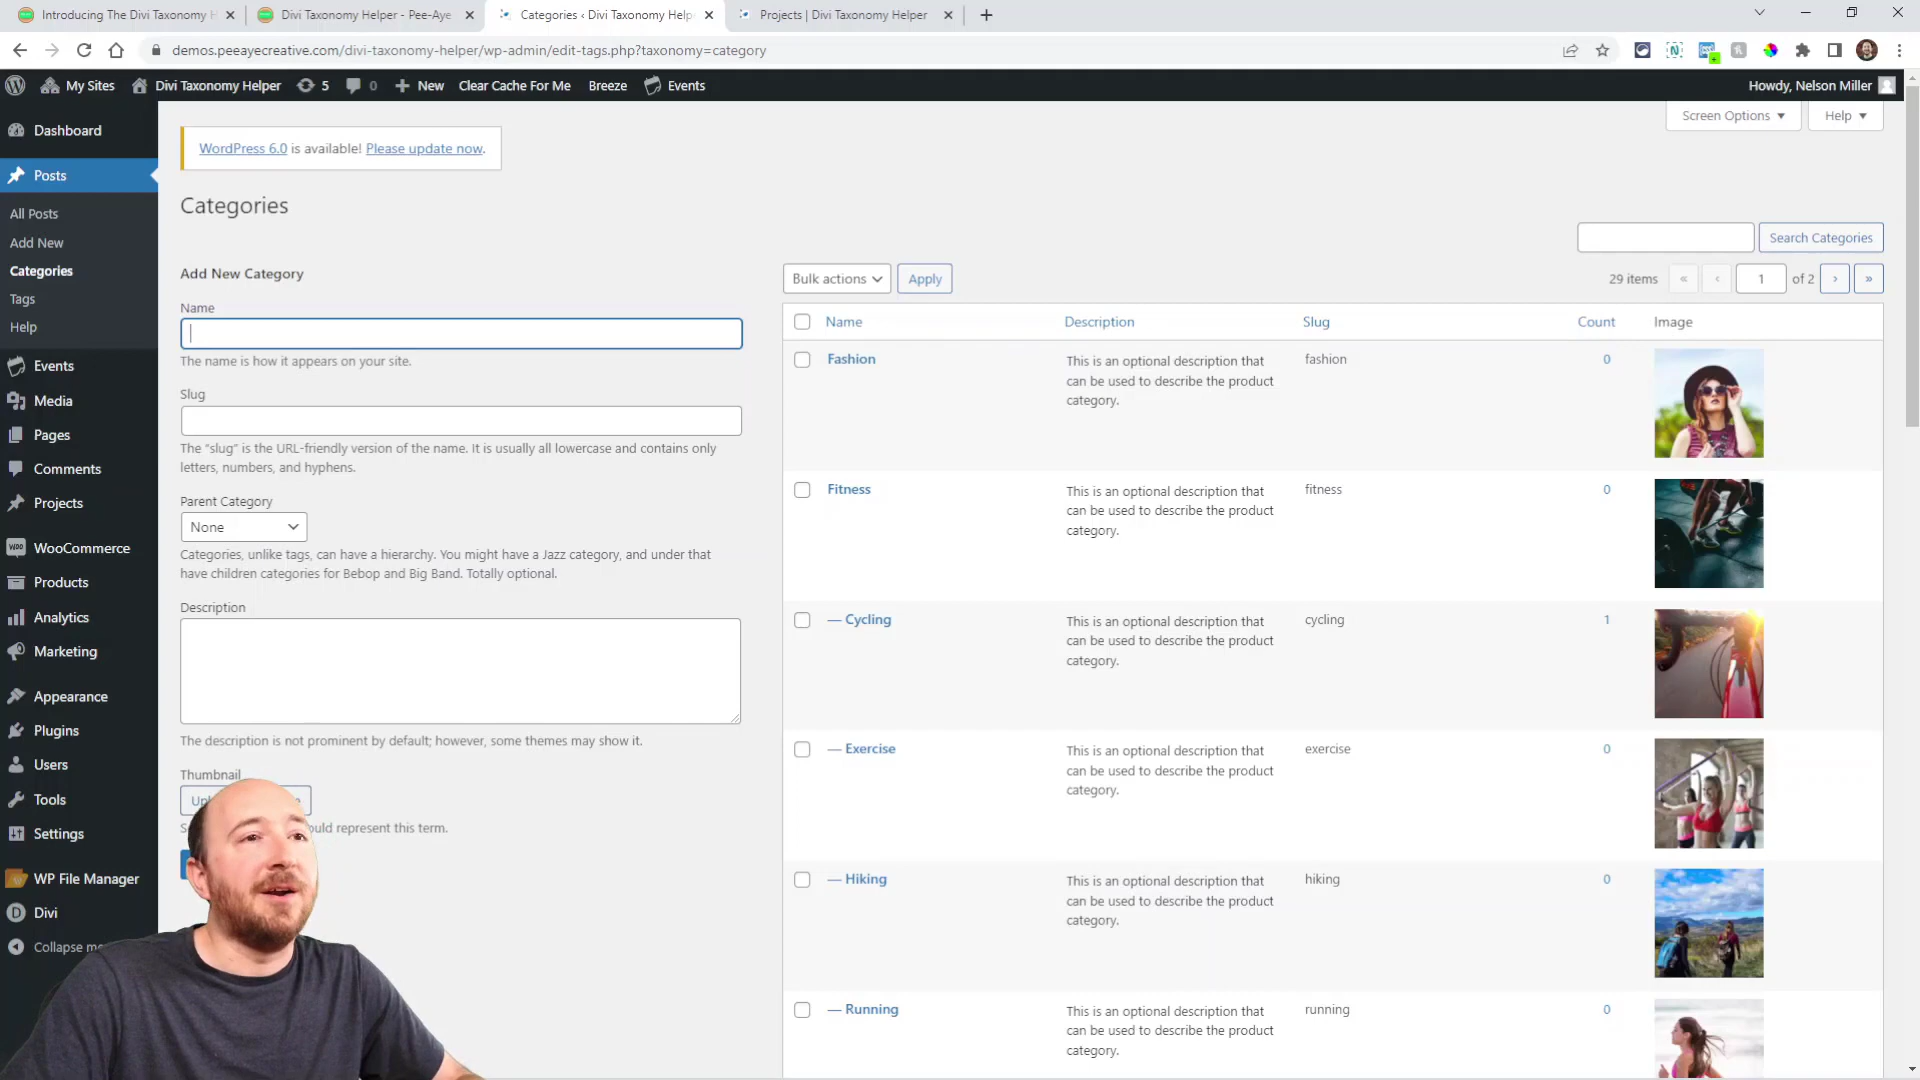 Introducing The Divi Taxonomy H
Divi Taxonomy Helper - Pee-Aye
Categories ‹ Divi Taxonomy Help
Projects | Divi Taxonomy Helper
demos.peeayecreative.com/divi-taxonomy-helper/wp-admin/edit-tags.php?taxonomy=category
My Sites
Divi Taxonomy Helper
5
0
New
Clear Cache For Me
Breeze
Events
Howdy, Nelson Miller
Dashboard
Posts
All Posts
Add New
Categories
Tags
Help
Events
Media
Pages
Comments
Projects
WooCommerce
Products
Analytics
Marketing
Appearance
Plugins
Users
Tools
Settings
WP File Manager
Divi
Collapse me
Screen Options
Help
WordPress 6.0 is available! Please update now.
Categories
Search Categories
Add New Category
Name
The name is how it appears on your site.
Slug
The “slug” is the URL-friendly version of the name. It is usually all lowercase and contains only
letters, numbers, and hyphens.
Parent Category
None
Categories, unlike tags, can have a hierarchy. You might have a Jazz category, and under that
have children categories for Bebop and Big Band. Totally optional.
Description
The description is not prominent by default; however, some themes may show it.
Thumbnail
represent this term.
Bulk actions
Apply
29 items « ‹ 1 of 2 › »
Name Description Slug Count Image
Fashion
This is an optional description that
can be used to describe the product
category.
fashion
0
Fitness
This is an optional description that
can be used to describe the product
category.
fitness
0
— Cycling
This is an optional description that
can be used to describe the product
category.
cycling
1
— Exercise
This is an optional description that
can be used to describe the product
category.
exercise
0
— Hiking
This is an optional description that
can be used to describe the product
category.
hiking
0
— Running
This is an optional description that
can be used to describe the product
category.
running
0